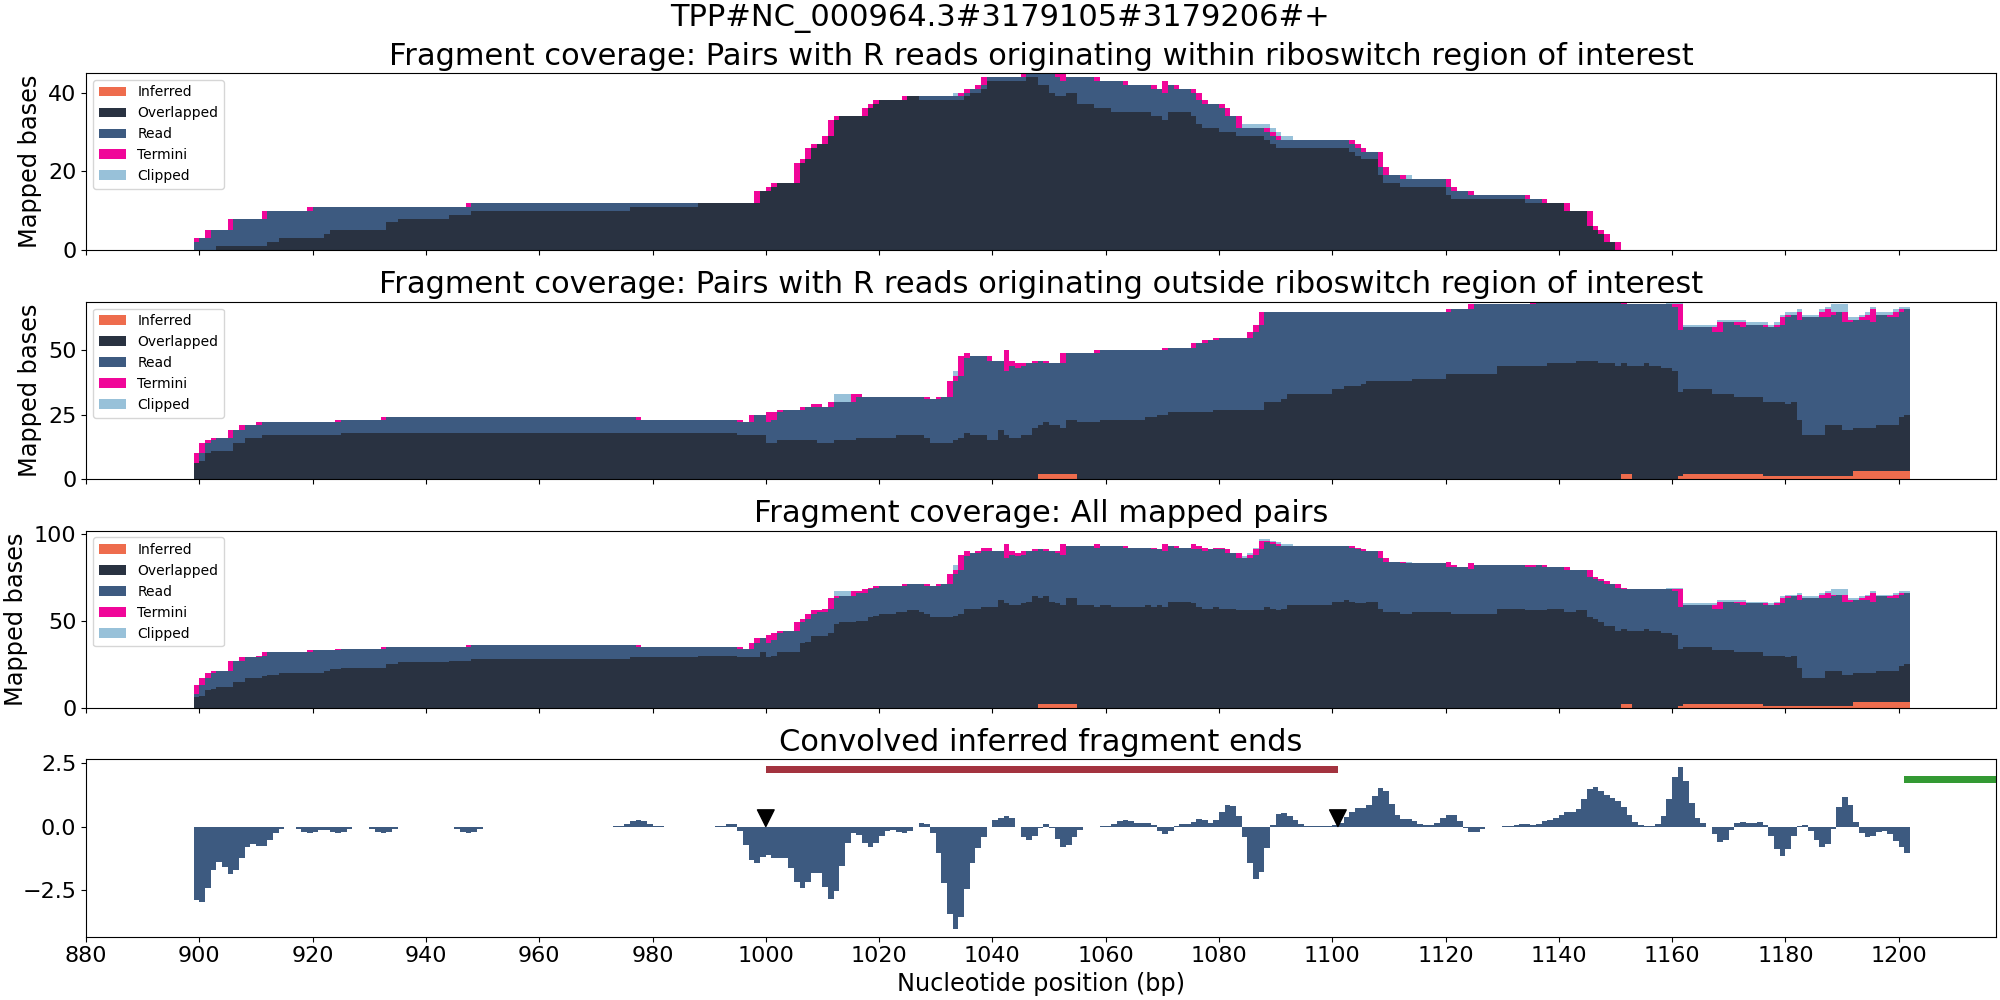 TPP#NC_000964.3#3179105#3179206#+
Fragment coverage: Pairs with R reads originating within riboswitch region of interest
Mapped bases
40
20
0
Inferred
Overlapped
Read
Termini
Clipped
Fragment coverage: Pairs with R reads originating outside riboswitch region of interest
Mapped bases
50
25
0
Inferred
Overlapped
Read
Termini
Clipped
Fragment coverage: All mapped pairs
Mapped bases
100
50
0
Inferred
Overlapped
Read
Termini
Clipped
Convolved inferred fragment ends
2.5
0.0
−2.5
880 900 920 940 960 980 1000 1020 1040 1060 1080 1100 1120 1140 1160 1180 1200
Nucleotide position (bp)